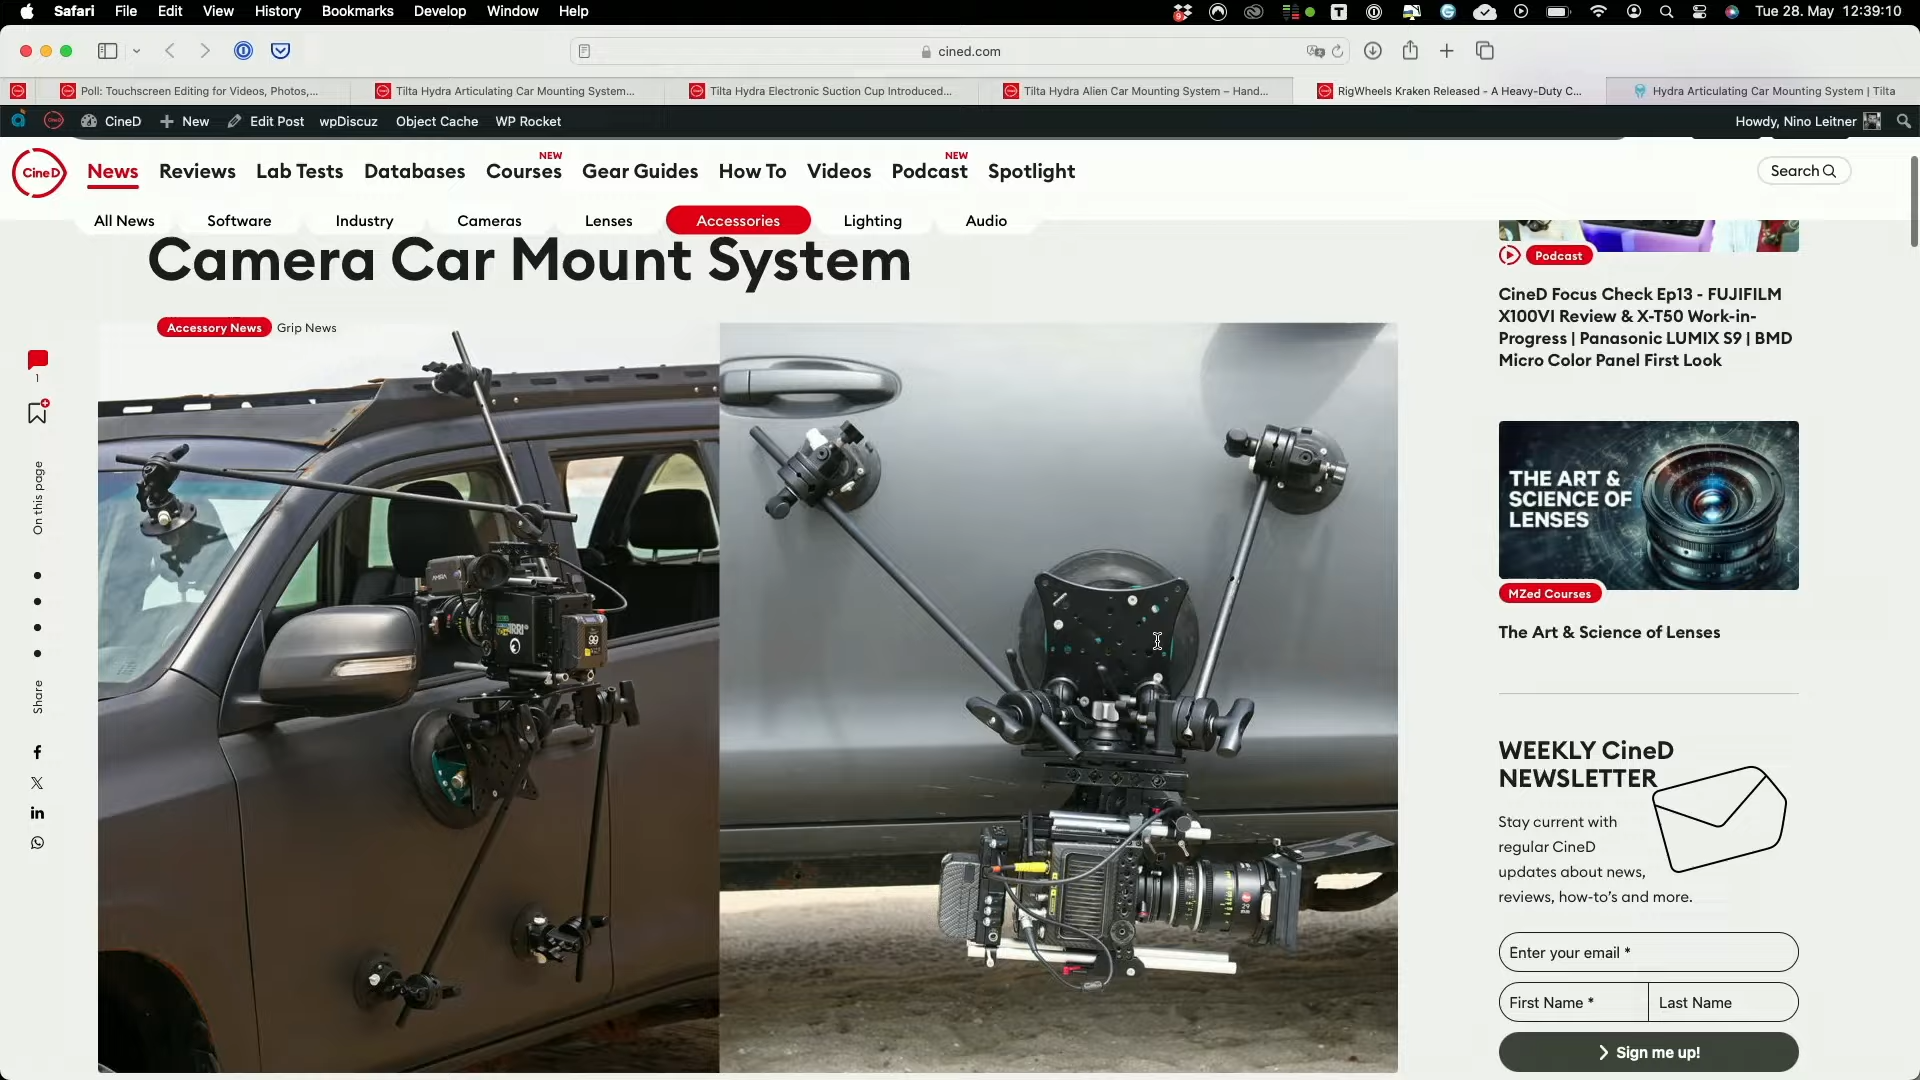 Safari File Edit View History Bookmarks Develop Window Help
9 Tue 28. May 12:39:10
cined.com
Poll: Touchscreen Editing for Videos, Photos,...
Tilta Hydra Articulating Car Mounting System...
Tilta Hydra Electronic Suction Cup Introduced...
Tilta Hydra Alien Car Mounting System – Hand...
RigWheels Kraken Released - A Heavy-Duty C...
Hydra Articulating Car Mounting System | Tilta
CineD New Edit Post wpDiscuz Object Cache WP Rocket
Howdy, Nino Leitner
CineD
News Reviews Lab Tests Databases Courses NEW Gear Guides How To Videos Podcast NEW Spotlight
Search
All News Software Industry Cameras Lenses Accessories Lighting Audio
Camera Car Mount System
Accessory News Grip News
1
On this page
Share
AMIRA
ARRI
99
Podcast
CineD Focus Check Ep13 - FUJIFILM
X100VI Review & X-T50 Work-in-
Progress | Panasonic LUMIX S9 | BMD
Micro Color Panel First Look
THE ART &
SCIENCE OF
LENSES
MZed Courses
The Art & Science of Lenses
WEEKLY CineD
NEWSLETTER
Stay current with
regular CineD
updates about news,
reviews, how-to's and more.
Enter your email *
First Name *
Last Name
Sign me up!